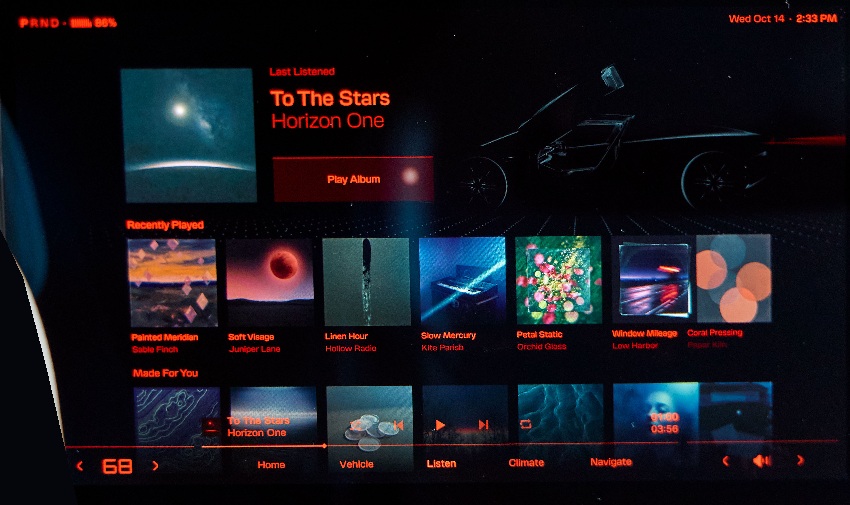 PRND · 86%
Wed Oct 14 · 2:33 PM
Last Listened
To The Stars
Horizon One
Play Album
Recently Played
Painted Meridian
Sable Finch
Soft Visage
Juniper Lane
Linen Hour
Hollow Radio
Slow Mercury
Kite Parish
Petal Static
Orchid Glass
Window Mileage
Low Harbor
Coral Pressing
Made For You
To The Stars
Horizon One
03:56
68
Home
Vehicle
Listen
Climate
Navigate